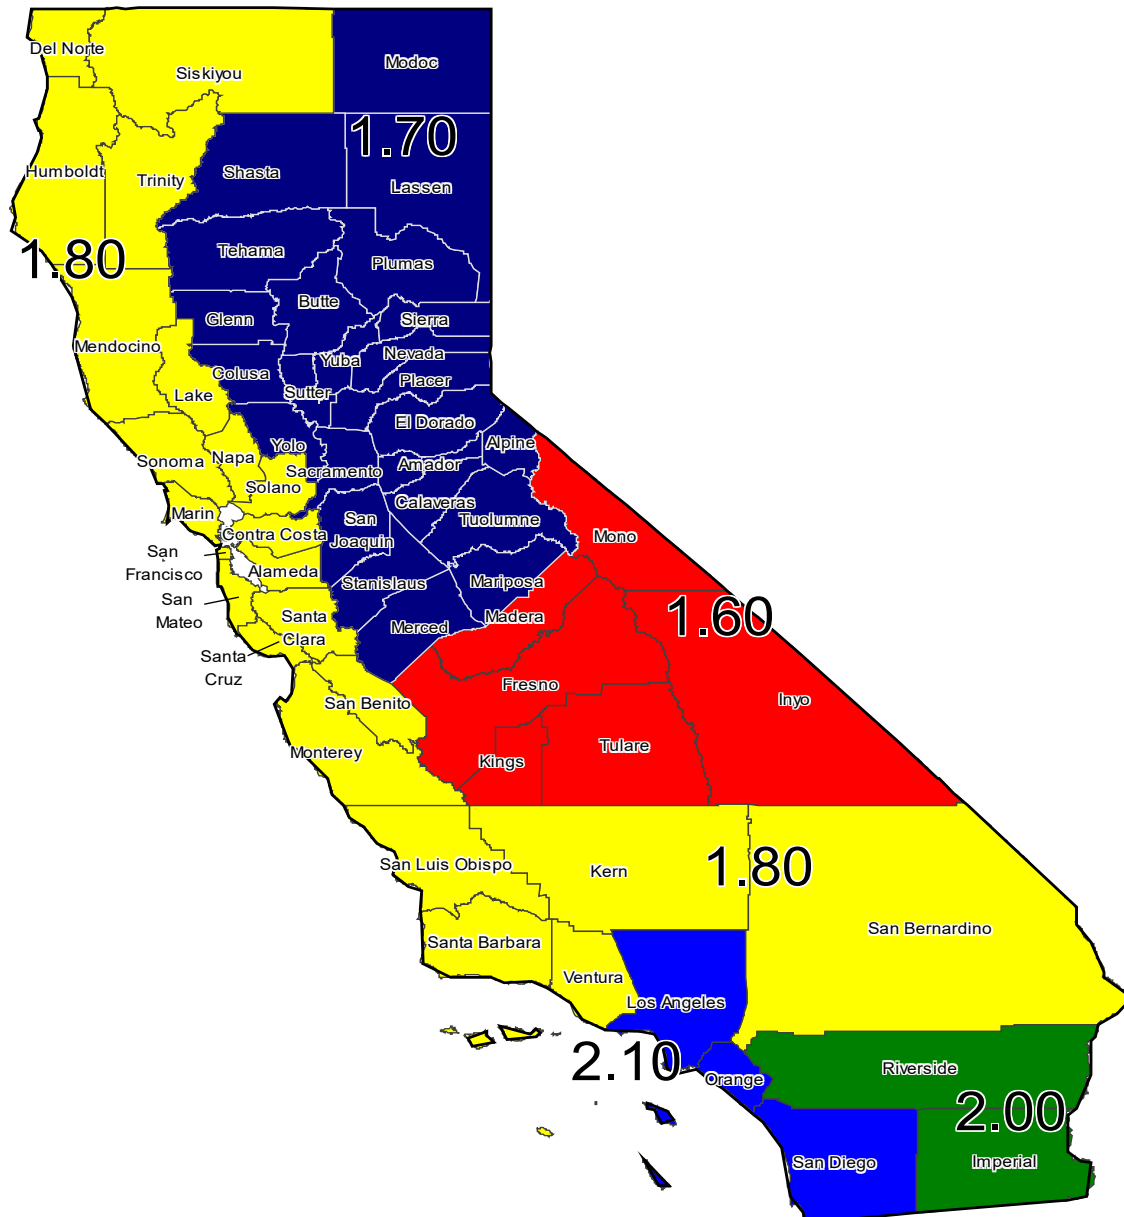 Del Norte
Siskiyou
Modoc
1.70
Shasta
Lassen
Humboldt
Trinity
1.80
Tehama
Plumas
Butte
Glenn
Sierra
Mendocino
Yuba
Nevada
Colusa
Placer
Lake
Sutter
El Dorado
Alpine
Yolo
Sonoma
Napa
Sacramento
Amador
Solano
Calaveras
Marin
San
Joaquin
Tuolumne
Contra Costa
Mono
San
Francisco
Alameda
Stanislaus
Mariposa
San
Mateo
Santa
Clara
Merced
Madera
1.60
Santa
Cruz
Fresno
Inyo
San Benito
Monterey
Kings
Tulare
San Luis Obispo
Kern
1.80
San Bernardino
Santa Barbara
Ventura
Los Angeles
2.10
Orange
Riverside
2.00
San Diego
Imperial